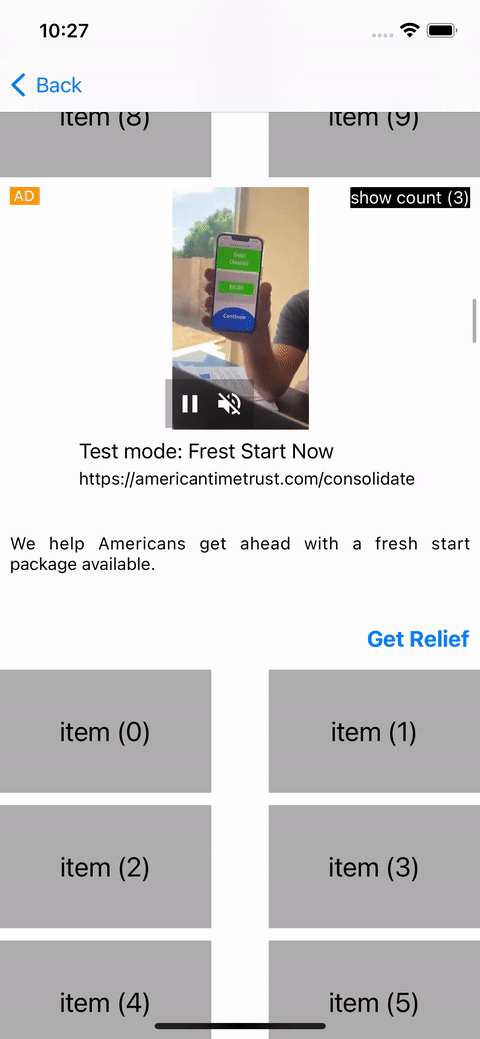 10:27
Back
item (8)
item (9)
AD
show count (3)
Debt
Cleared
Continue
Test mode: Frest Start Now
https://americantimetrust.com/consolidate
We help Americans get ahead with a fresh start
package available.
Get Relief
item (0)
item (1)
item (2)
item (3)
item (4)
item (5)